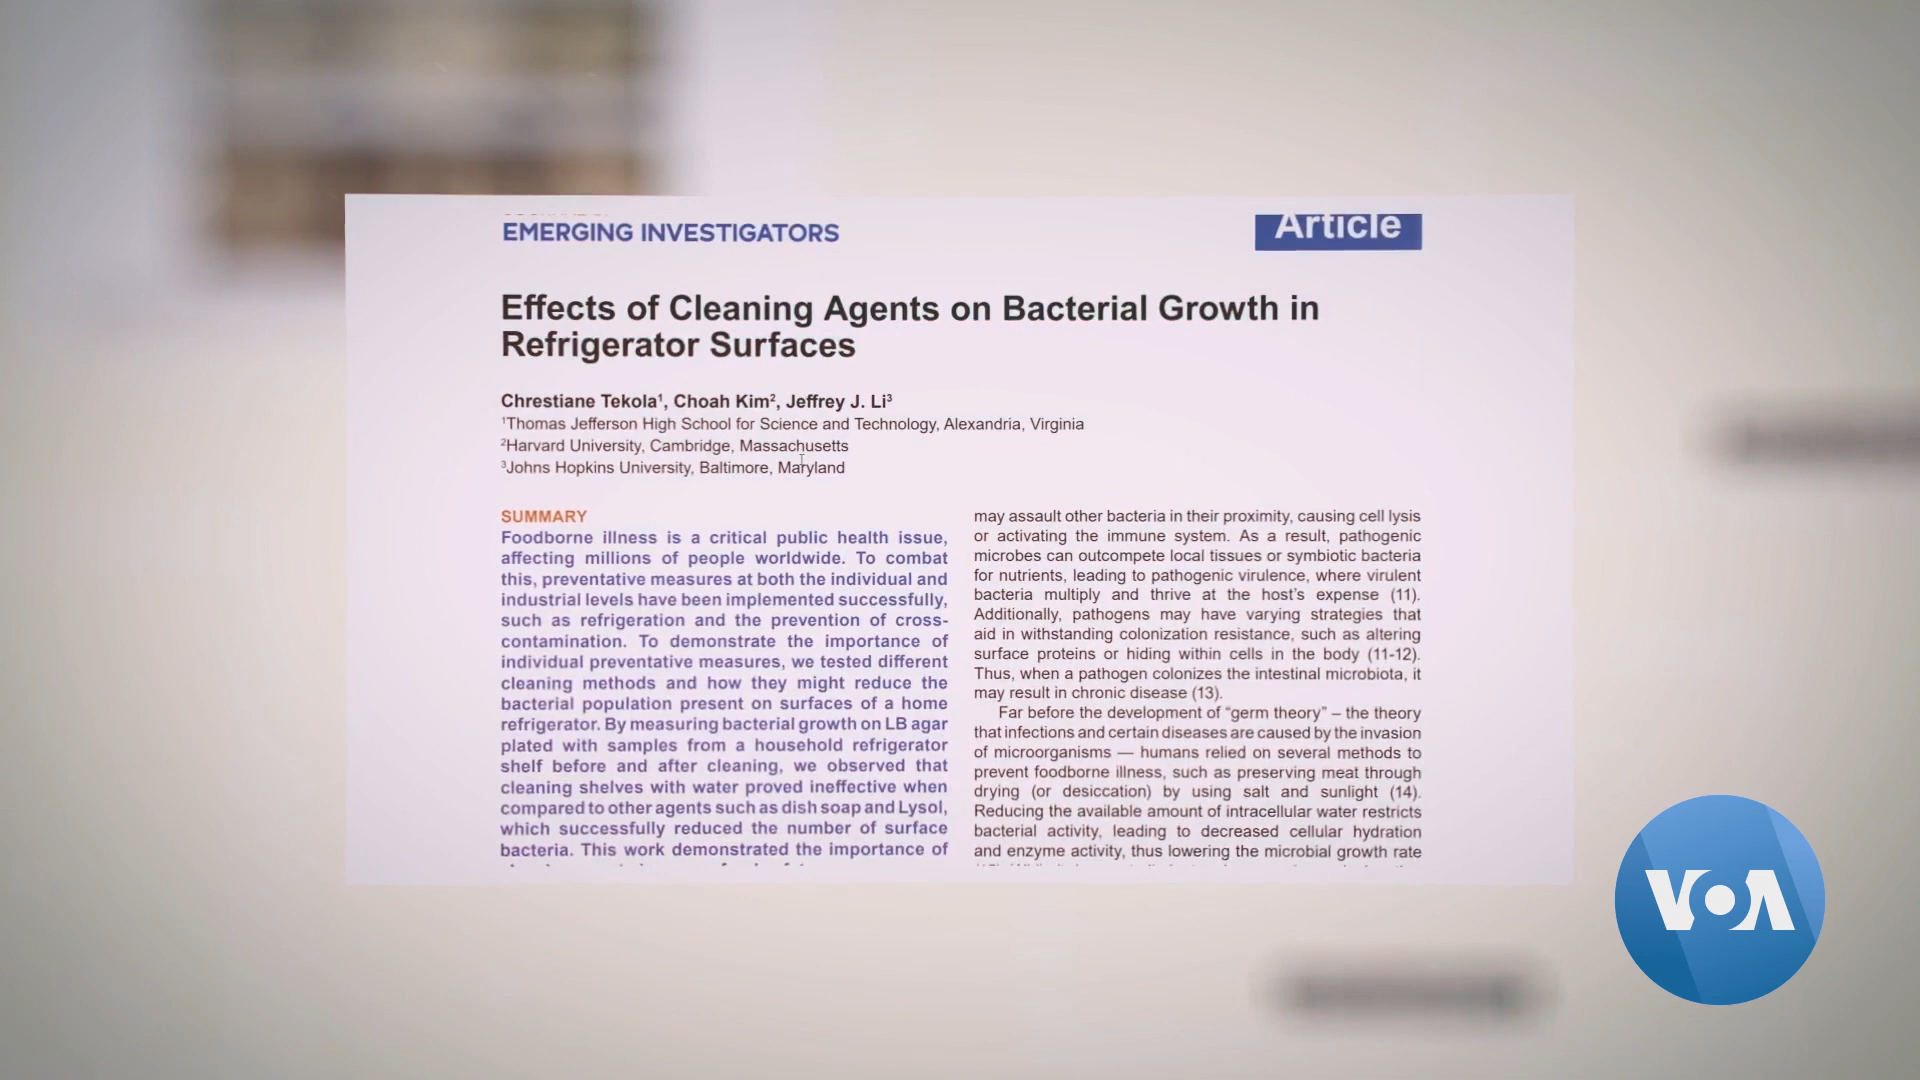 EMERGING INVESTIGATORS
Article
Effects of Cleaning Agents on Bacterial Growth in
Refrigerator Surfaces
Chrestiane Tekola¹, Choah Kim², Jeffrey J. Li³
¹Thomas Jefferson High School for Science and Technology, Alexandria, Virginia
²Harvard University, Cambridge, Massachusetts
³Johns Hopkins University, Baltimore, Maryland
SUMMARY
Foodborne illness is a critical public health issue,
affecting millions of people worldwide. To combat
this, preventative measures at both the individual and
industrial levels have been implemented successfully,
such as refrigeration and the prevention of cross-
contamination. To demonstrate the importance of
individual preventative measures, we tested different
cleaning methods and how they might reduce the
bacterial population present on surfaces of a home
refrigerator. By measuring bacterial growth on LB agar
plated with samples from a household refrigerator
shelf before and after cleaning, we observed that
cleaning shelves with water proved ineffective when
compared to other agents such as dish soap and Lysol,
which successfully reduced the number of surface
bacteria. This work demonstrated the importance of
may assault other bacteria in their proximity, causing cell lysis
or activating the immune system. As a result, pathogenic
microbes can outcompete local tissues or symbiotic bacteria
for nutrients, leading to pathogenic virulence, where virulent
bacteria multiply and thrive at the host's expense (11).
Additionally, pathogens may have varying strategies that
aid in withstanding colonization resistance, such as altering
surface proteins or hiding within cells in the body (11-12).
Thus, when a pathogen colonizes the intestinal microbiota, it
may result in chronic disease (13).
Far before the development of “germ theory” – the theory
that infections and certain diseases are caused by the invasion
of microorganisms — humans relied on several methods to
prevent foodborne illness, such as preserving meat through
drying (or desiccation) by using salt and sunlight (14).
Reducing the available amount of intracellular water restricts
bacterial activity, leading to decreased cellular hydration
and enzyme activity, thus lowering the microbial growth rate
VOA